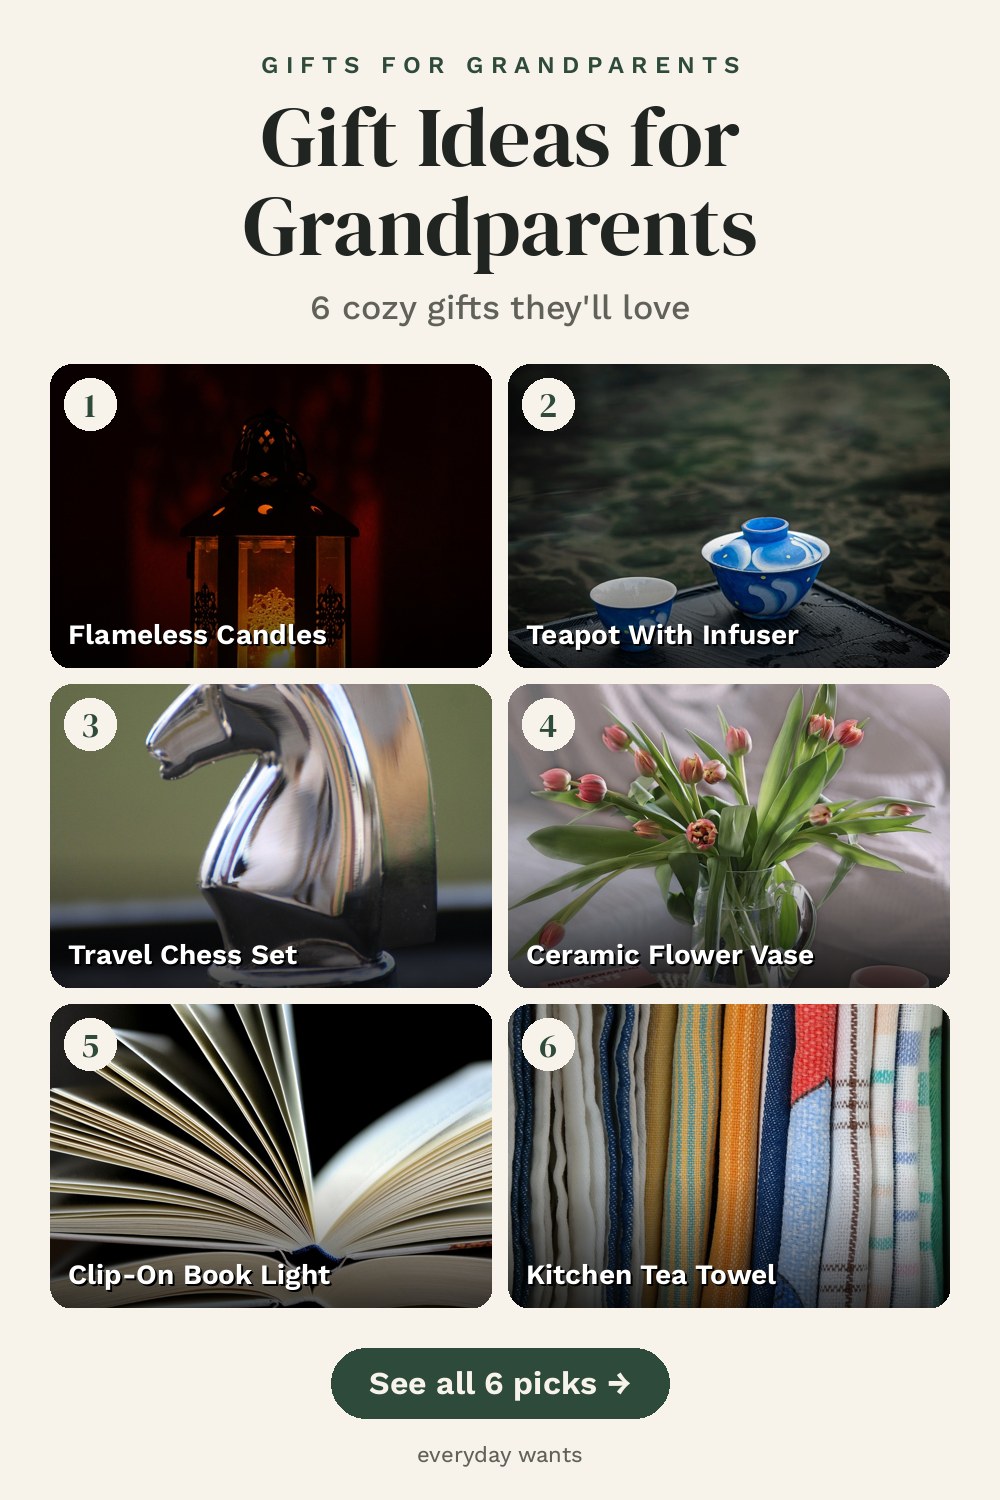 GIFTS FOR GRANDPARENTS
Gift Ideas for
Grandparents
6 cozy gifts they'll love
1
2
Flameless Candles
Teapot With Infuser
3
4
Travel Chess Set
Ceramic Flower Vase
5
6
Clip-On Book Light
Kitchen Tea Towel
See all 6 picks →
everyday wants